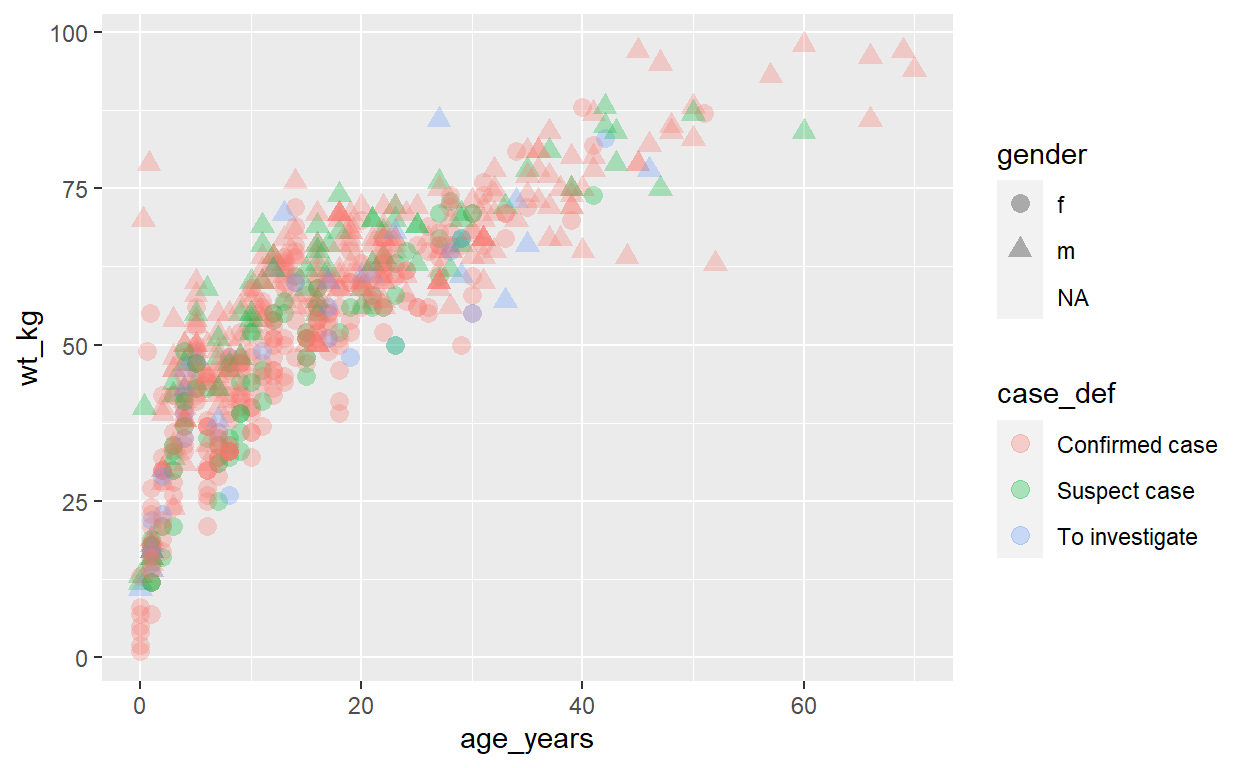 100
75
50
25
0
wt_kg
0 20 40 60
age_years
gender
f
m
NA
case_def
Confirmed case
Suspect case
To investigate